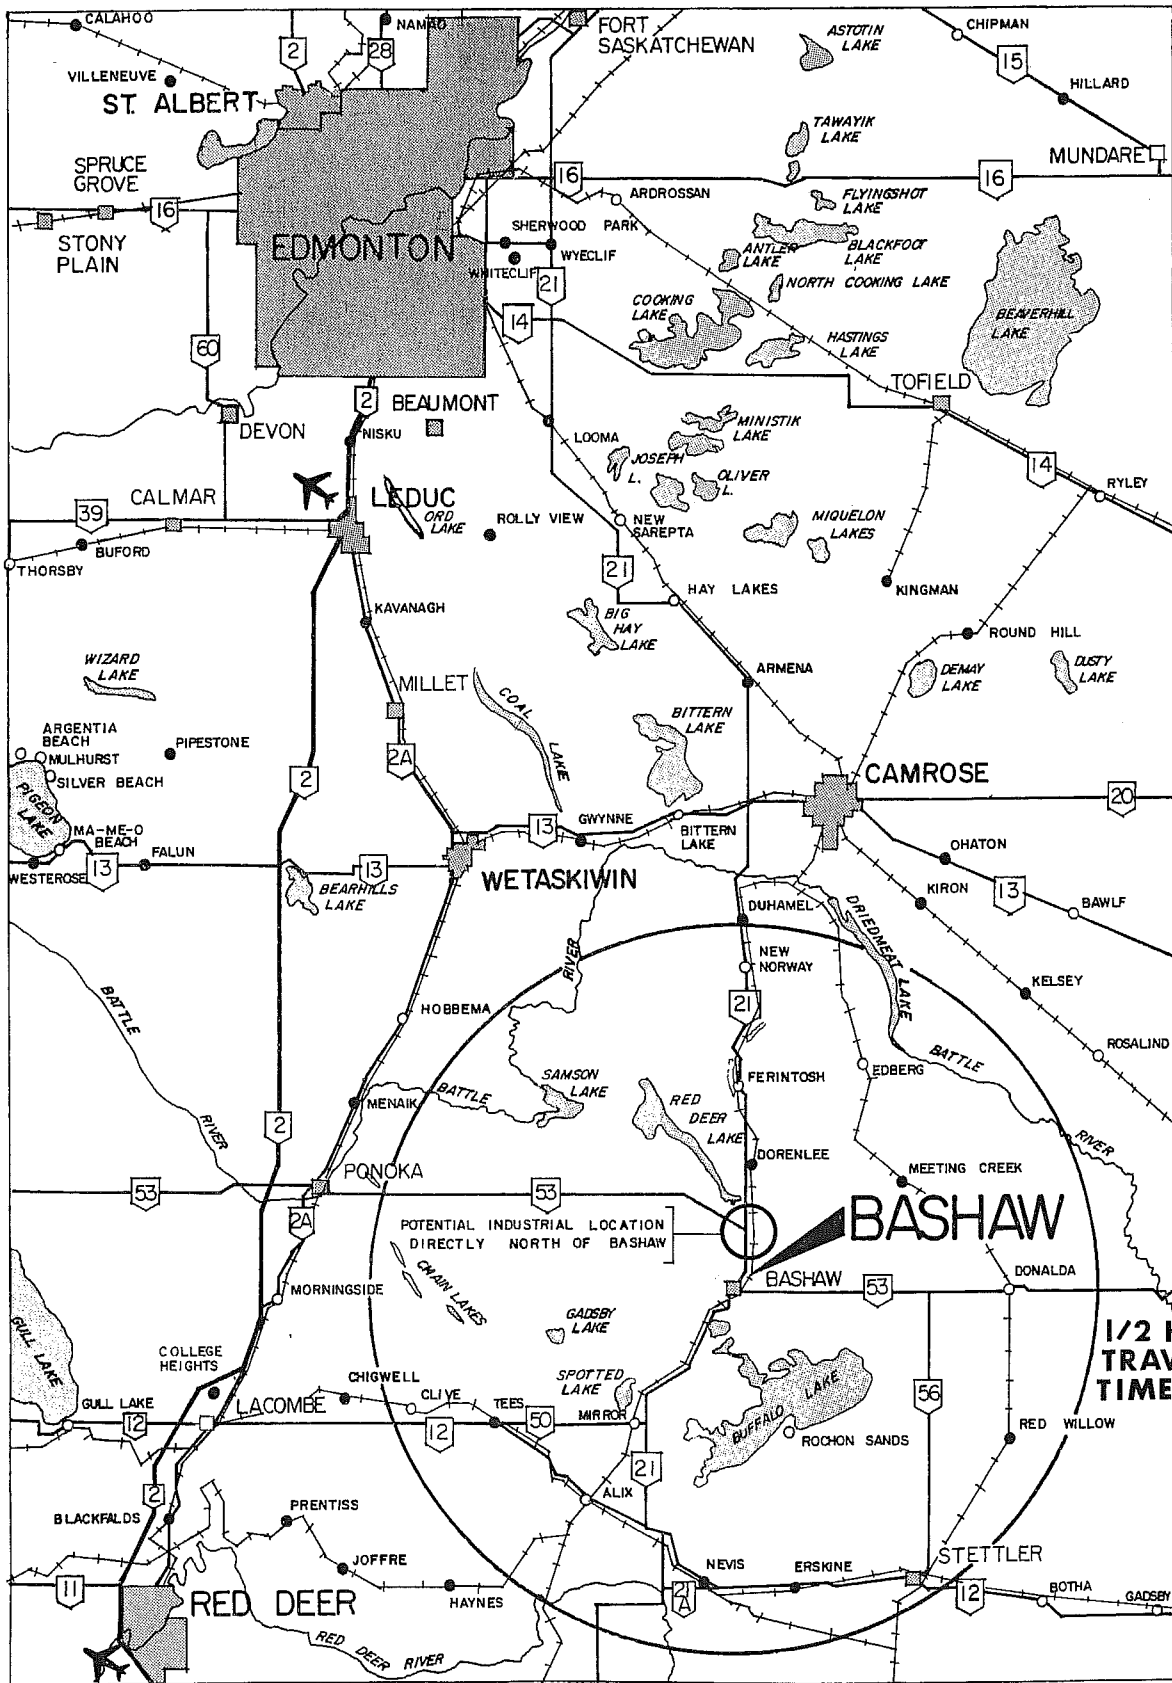 CALAHOO
NAMAO
FORT
SASKATCHEWAN
ASTOTIN
LAKE
CHIPMAN
2
28
15
VILLENEUVE
ST. ALBERT
HILLARD
TAWAYIK
LAKE
MUNDARE
SPRUCE
GROVE
16
16
16
ARDROSSAN
FLYINGSHOT
LAKE
STONY
PLAIN
EDMONTON
SHERWOOD PARK
WHITECLIF
WYECLIF
ANTLER
LAKE
BLACKFOOT
LAKE
21
NORTH COOKING LAKE
COOKING
LAKE
BEAVERHILL
LAKE
14
HASTINGS
LAKE
60
TOFIELD
2
BEAUMONT
DEVON
NISKU
LOOMA
MINISTIK
LAKE
JOSEPH
L.
OLIVER
L.
14
RYLEY
CALMAR
LEDUC
39
ORD
LAKE
ROLLY VIEW
NEW
SAREPTA
MIQUELON
LAKES
BUFORD
THORSBY
21
HAY LAKES
KINGMAN
KAVANAGH
BIG
HAY
LAKE
ROUND HILL
WIZARD
LAKE
ARMENA
DEMAY
LAKE
DUSTY
LAKE
MILLET
COAL
LAKE
BITTERN
LAKE
ARGENTIA
BEACH
MULHURST
PIPESTONE
2A
SILVER BEACH
2
CAMROSE
PIGEON
LAKE
20
MA-ME-O
BEACH
13
GWYNNE
BITTERN
LAKE
WESTEROSE
13
FALUN
13
OHATON
BEARHILLS
LAKE
WETASKIWIN
KIRON
13
BAWLF
DUHAMEL
DRIEDMEAT LAKE
RIVER
NEW
NORWAY
KELSEY
BATTLE
21
HOBBEMA
ROSALIND
BATTLE
SAMSON
LAKE
FERINTOSH
EDBERG
BATTLE
RED
DEER
LAKE
MENAIK
2
RIVER
RIVER
DORENLEE
MEETING CREEK
PONOKA
53
53
2A
POTENTIAL INDUSTRIAL LOCATION
DIRECTLY NORTH OF BASHAW
BASHAW
CHAIN LAKES
BASHAW
53
DONALDA
MORNINGSIDE
GADSBY
LAKE
GULL LAKE
1/2 H
TRAV
TIME
COLLEGE
HEIGHTS
CHIGWELL
SPOTTED
LAKE
56
CLIVE
GULL LAKE
12
LACOMBE
TEES
50
MIRROR
BUFFALO
LAKE
12
ROCHON SANDS
RED WILLOW
21
2
ALIX
BLACKFALDS
PRENTISS
JOFFRE
NEVIS
ERSKINE
STETTLER
11
RED DEER
HAYNES
21
A
12
BOTHA
GADSBY
RED DEER RIVER